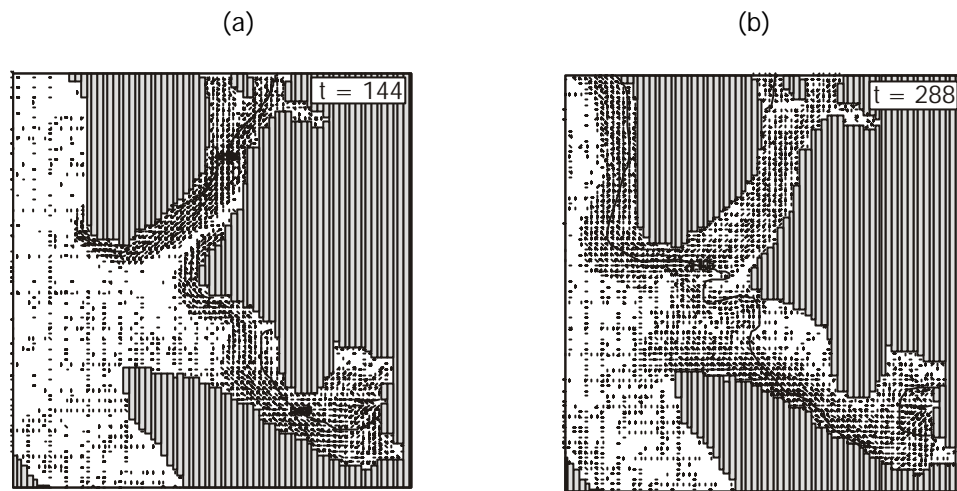 (a)
(b)
t = 144
t = 288